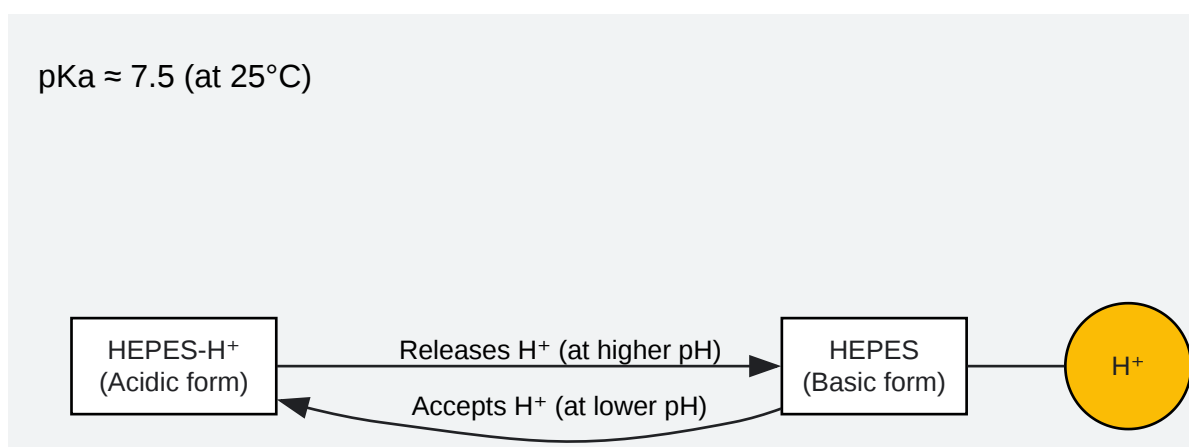 pKa ≈ 7.5 (at 25°C)
HEPES-H⁺
(Acidic form)
Releases H⁺ (at higher pH)
Accepts H⁺ (at lower pH)
HEPES
(Basic form)
H⁺